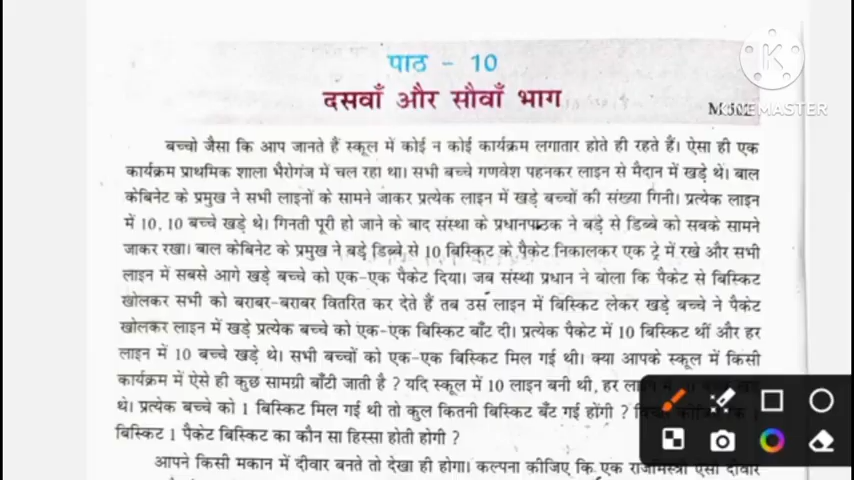 पाठ - 10
दसवाँ और सौवाँ भाग
बच्चो जैसा कि आप जानते हैं स्कूल में कोई न कोई कार्यक्रम लगातार होते ही रहते हैं। ऐसा ही एक
कार्यक्रम प्राथमिक शाला भैरोगंज में चल रहा था। सभी बच्चे गणवेश पहनकर लाइन से मैदान में खड़े थे। बाल
केबिनेट के प्रमुख ने सभी लाइनों के सामने जाकर प्रत्येक लाइन में खड़े बच्चों की संख्या गिनी। प्रत्येक लाइन
में 10, 10 बच्चे खड़े थे। गिनती पूरी हो जाने के बाद संस्था के प्रधानपाठक ने बड़े से डिब्बे को सबके सामने
जाकर रखा। बाल केबिनेट के प्रमुख ने बड़े डिब्बे से 10 बिस्किट के पैकेट निकालकर एक ट्रे में रखे और सभी
लाइन में सबसे आगे खड़े बच्चे को एक-एक पैकेट दिया। जब संस्था प्रधान ने बोला कि पैकेट से बिस्किट
खोलकर सभी को बराबर-बराबर वितरित कर देते हैं तब उस लाइन में बिस्किट लेकर खड़े बच्चे ने पैकेट
खोलकर लाइन में खड़े प्रत्येक बच्चे को एक-एक बिस्किट बाँट दी। प्रत्येक पैकेट में 10 बिस्किट थीं और हर
लाइन में 10 बच्चे खड़े थे। सभी बच्चों को एक-एक बिस्किट मिल गई थी। क्या आपके स्कूल में किसी
कार्यक्रम में ऐसे ही कुछ सामग्री बाँटी जाती है ? यदि स्कूल में 10 लाइन बनी थी, हर
थे। प्रत्येक बच्चे को 1 बिस्किट मिल गई थी तो कुल कितनी बिस्किट बँट गई होंगी ?
बिस्किट 1 पैकेट बिस्किट का कौन सा हिस्सा होती होगी ?
आपने किसी मकान में दीवार बनते तो देखा ही होगा। कल्पना कीजिए कि एक राजमिस्त्री ऐसी दीवार